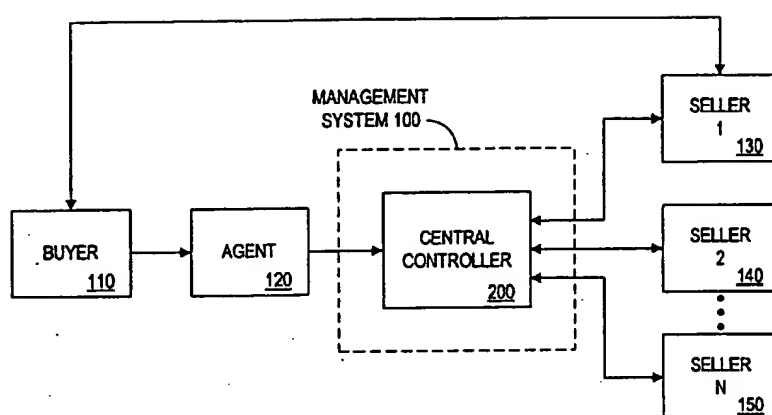 MANAGEMENT
SYSTEM 100
SELLER
1
130
BUYER
110
AGENT
120
CENTRAL
CONTROLLER
200
SELLER
2
140
SELLER
N
150